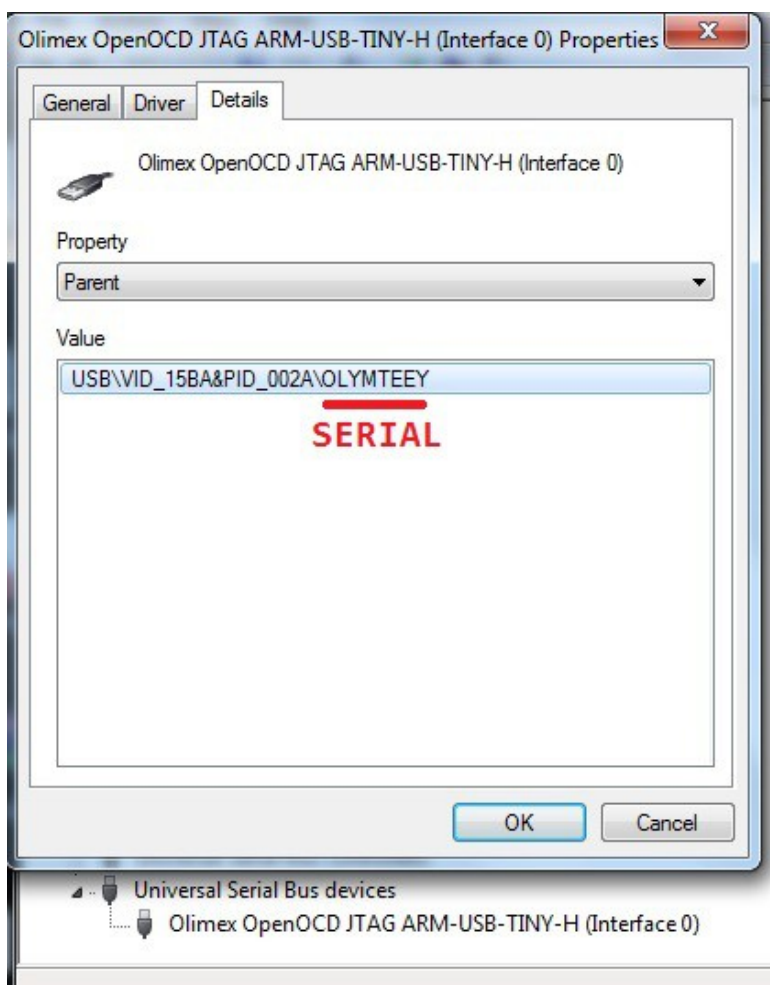 Olimex OpenOCD JTAG ARM-USB-TINY-H (Interface 0) Properties
General Driver Details
Olimex OpenOCD JTAG ARM-USB-TINY-H (Interface 0)
Property
Parent
Value
USB\VID_15BA&PID_002A\OLYMTEEY
SERIAL
OK Cancel
Universal Serial Bus devices
Olimex OpenOCD JTAG ARM-USB-TINY-H (Interface 0)